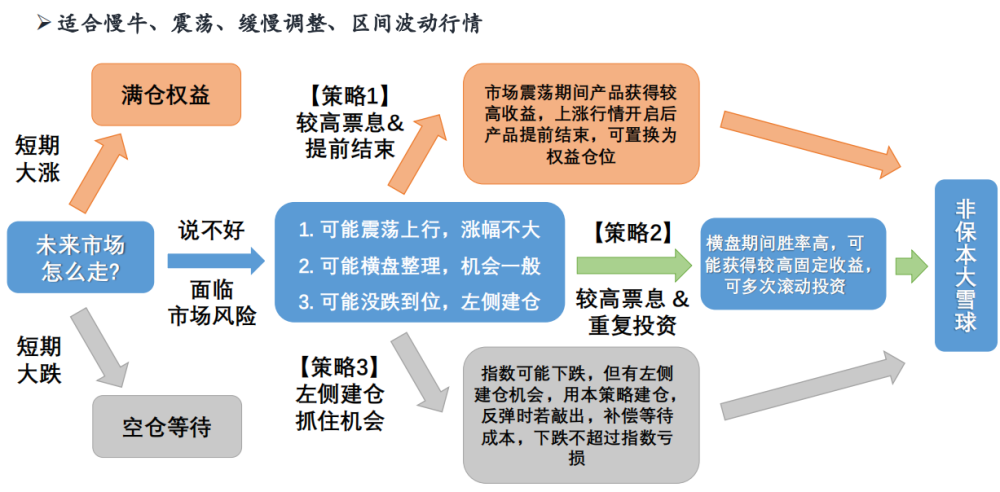 ➢适合慢牛、震荡、缓慢调整、区间波动行情
满仓权益
短期
大涨
未来市场
怎么走?
短期
大跌
空仓等待
说不好
面临
市场风险
【策略1】
较高票息&
提前结束
1. 可能震荡上行，涨幅不大
2. 可能横盘整理，机会一般
3. 可能没跌到位，左侧建仓
【策略3】
左侧建仓
抓住机会
市场震荡期间产品获得较
高收益，上涨行情开启后
产品提前结束，可置换为
权益仓位
【策略2】
较高票息 &
重复投资
横盘期间胜率高，可
能获得较高固定收益，
可多次滚动投资
指数可能下跌，但有左侧
建仓机会，用本策略建仓，
反弹时若敲出，补偿等待
成本，下跌不超过指数亏
损
非
保
本
大
雪
球